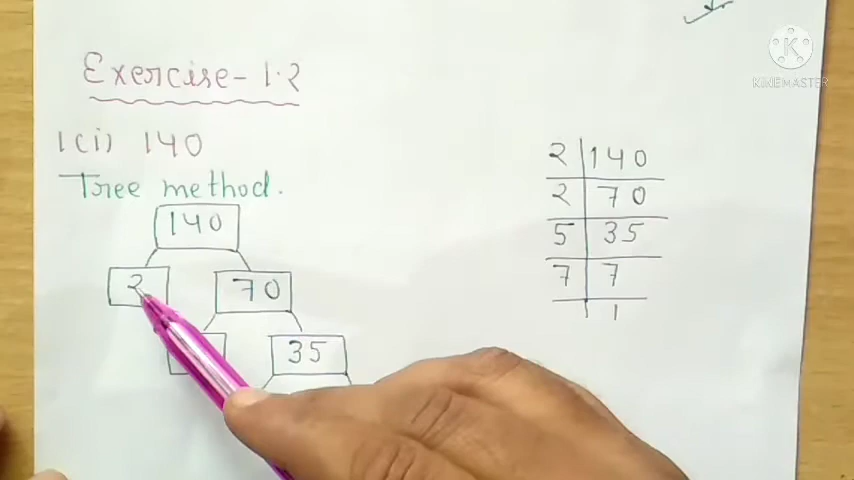 Exercise-1.2
1(i) 140
Tree method.
140
2 70
35
2 140
2 70
5 35
7 7
1
K
KINEMASTER